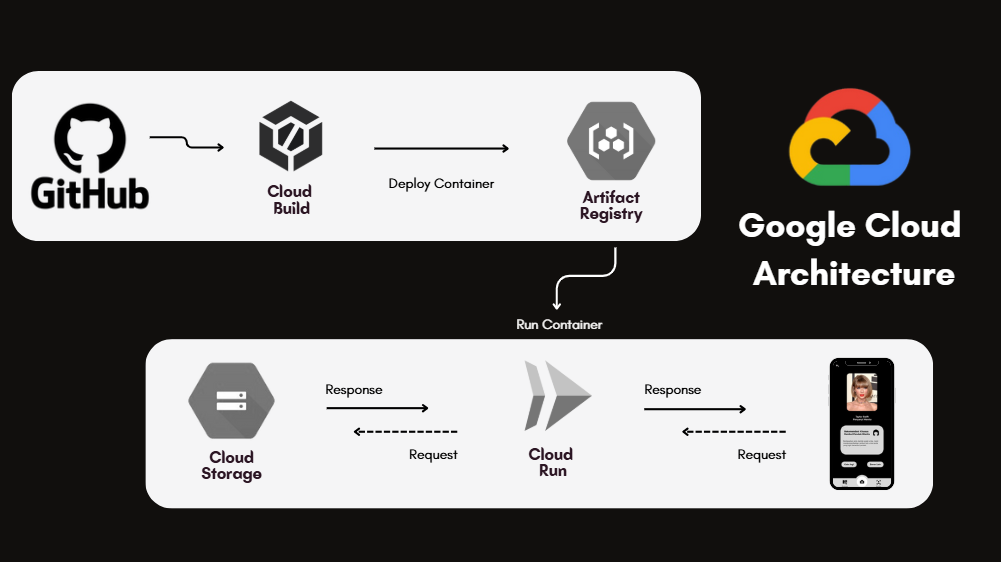 GitHub
Cloud
Build
Deploy Container
Artifact
Registry
Google Cloud
Architecture
Run Container
Cloud
Storage
Response
Request
Cloud
Run
Response
Request